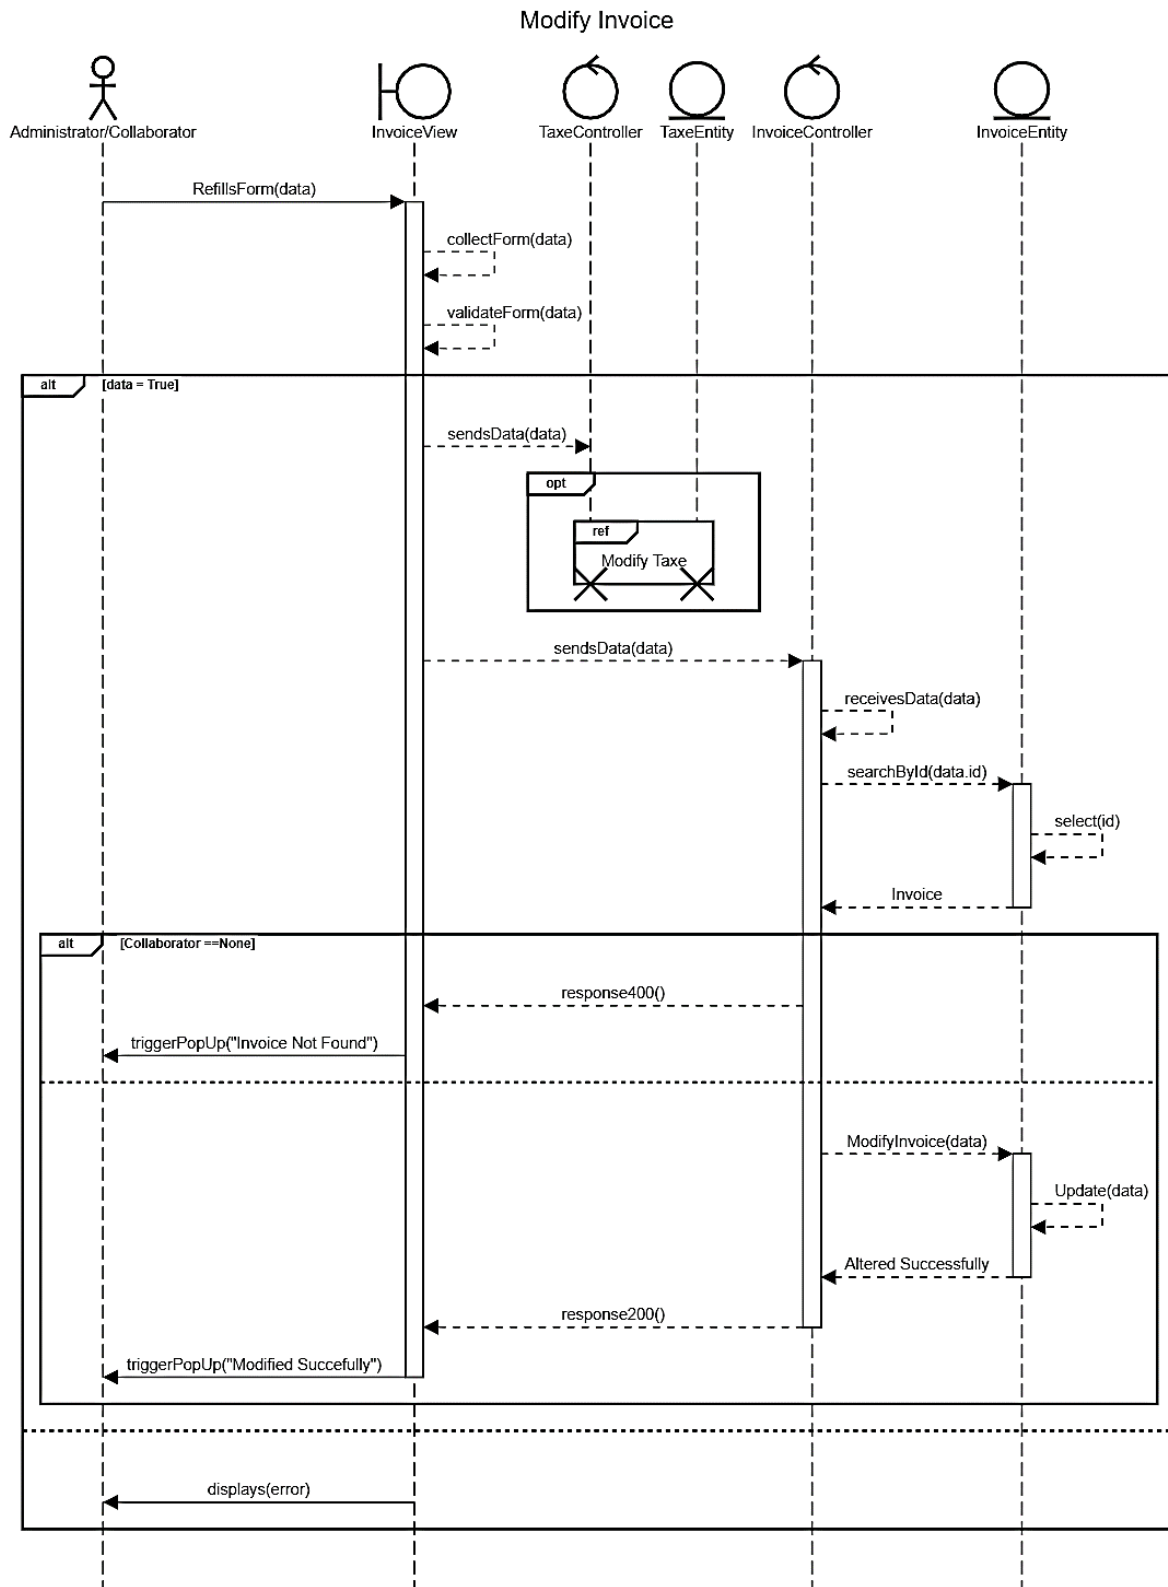 Modify Invoice
Administrator/Collaborator
InvoiceView
TaxeController
TaxeEntity
InvoiceController
InvoiceEntity
RefillsForm(data)
collectForm(data)
validateForm(data)
alt
[data = True]
sendsData(data)
opt
ref
Modify Taxe
sendsData(data)
receivesData(data)
searchById(data.id)
select(id)
Invoice
alt
[Collaborator ==None]
response400()
triggerPopUp("Invoice Not Found")
ModifyInvoice(data)
Update(data)
Altered Successfully
response200()
triggerPopUp("Modified Succefully")
displays(error)